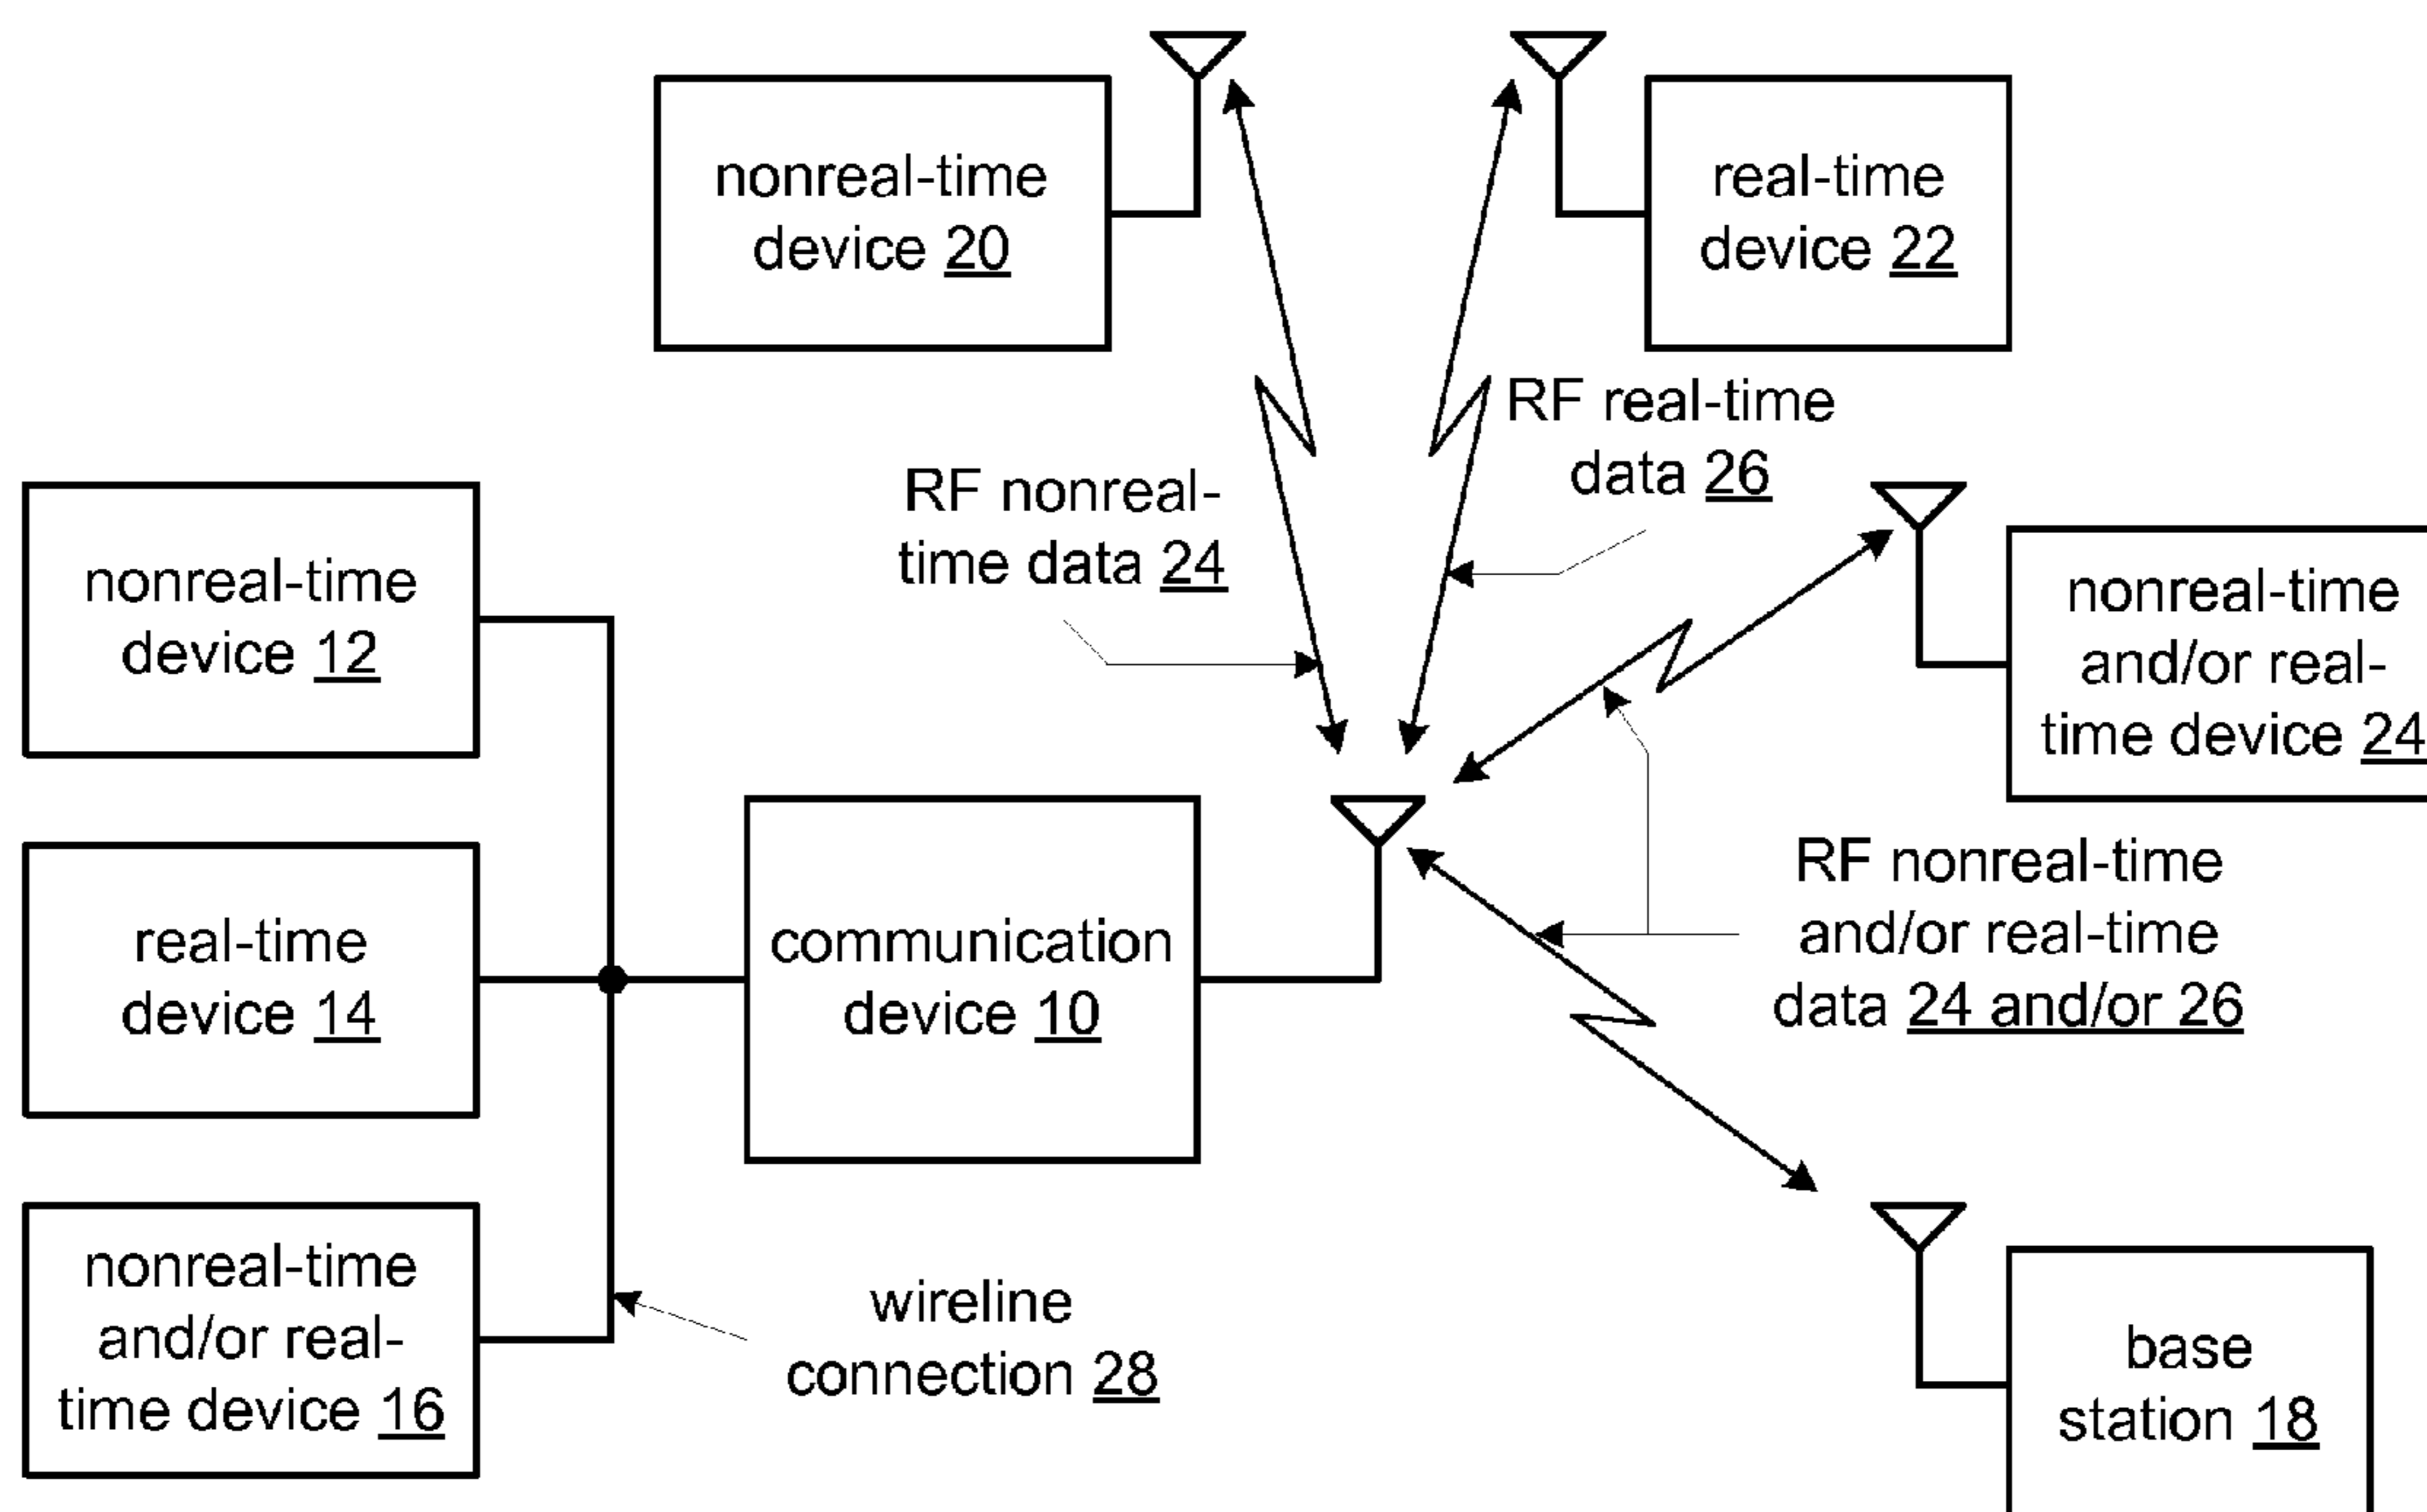 nonreal-time
device 20
real-time
device 22
RF real-time
data 26
RF nonreal-
time data 24
nonreal-time
device 12
nonreal-time
and/or real-
time device 24
real-time
device 14
communication
device 10
RF nonreal-time
and/or real-time
data 24 and/or 26
nonreal-time
and/or real-
time device 16
wireline
connection 28
base
station 18